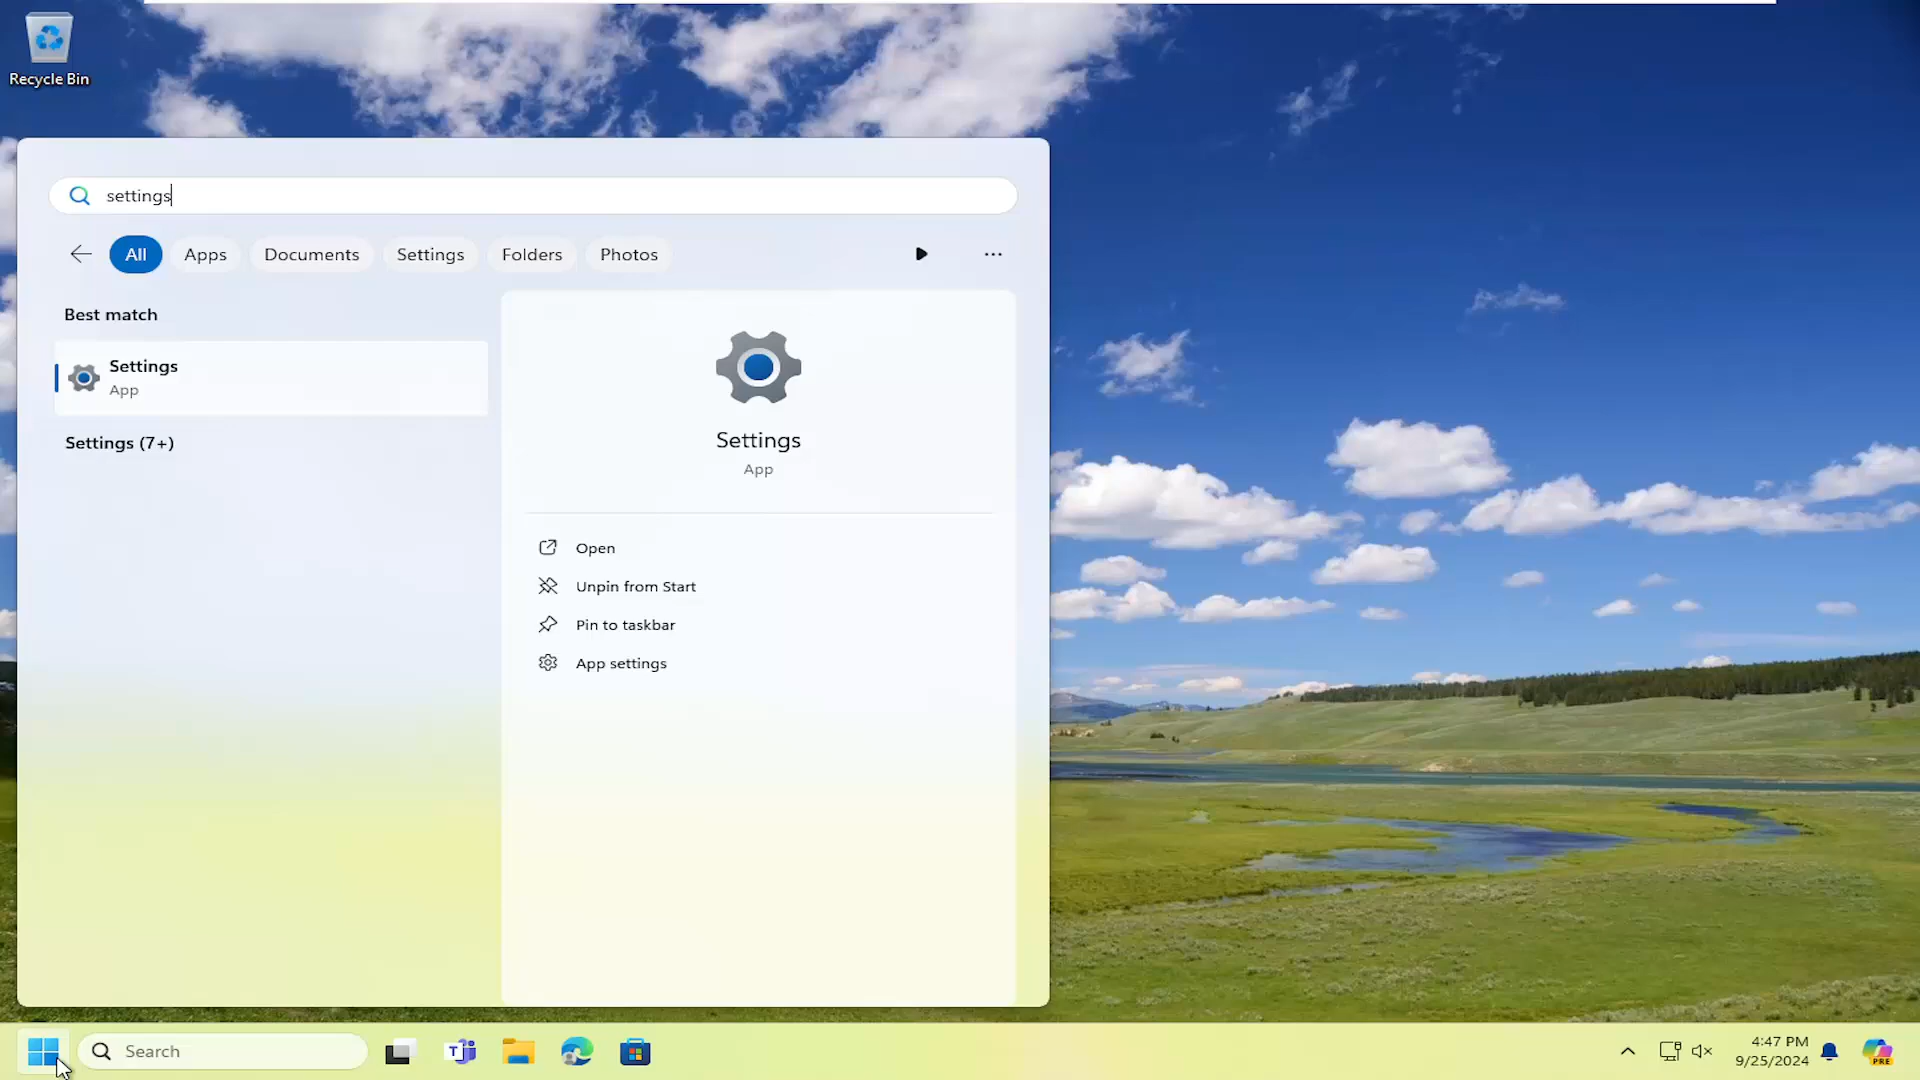 Recycle Bin
settings
All
Apps
Documents
Settings
Folders
Photos
Best match
Settings
App
Settings (7+)
Settings
App
Open
Unpin from Start
Pin to taskbar
App settings
Search
4:47 PM
9/25/2024
PRE